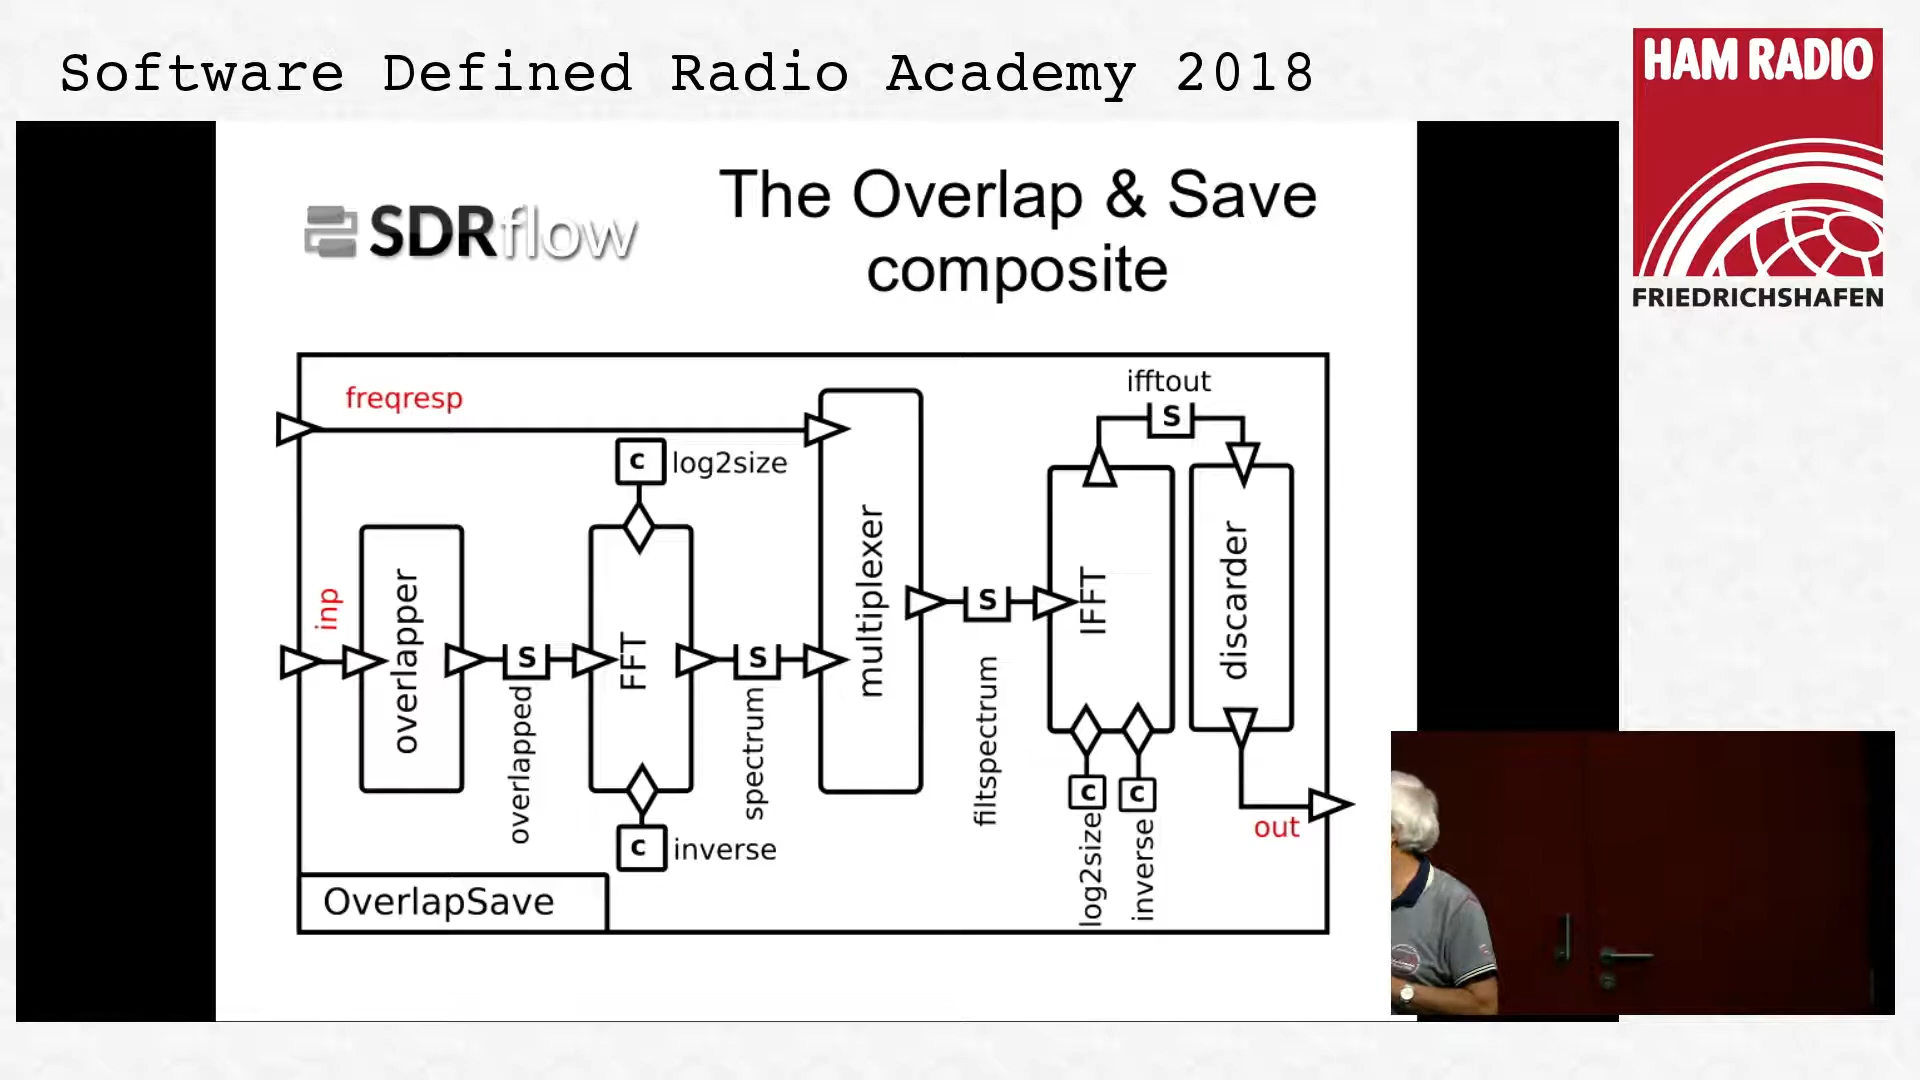 Software Defined Radio Academy 2018
HAM RADIO
FRIEDRICHSHAFEN
SDRflow
The Overlap & Save
composite
freqresp
ifftout
S
c
log2size
inp
overlapper
S
overlapped
FFT
S
spectrum
multiplexer
S
filtspectrum
IFFT
discarder
c
inverse
c
log2size
c
inverse
out
OverlapSave